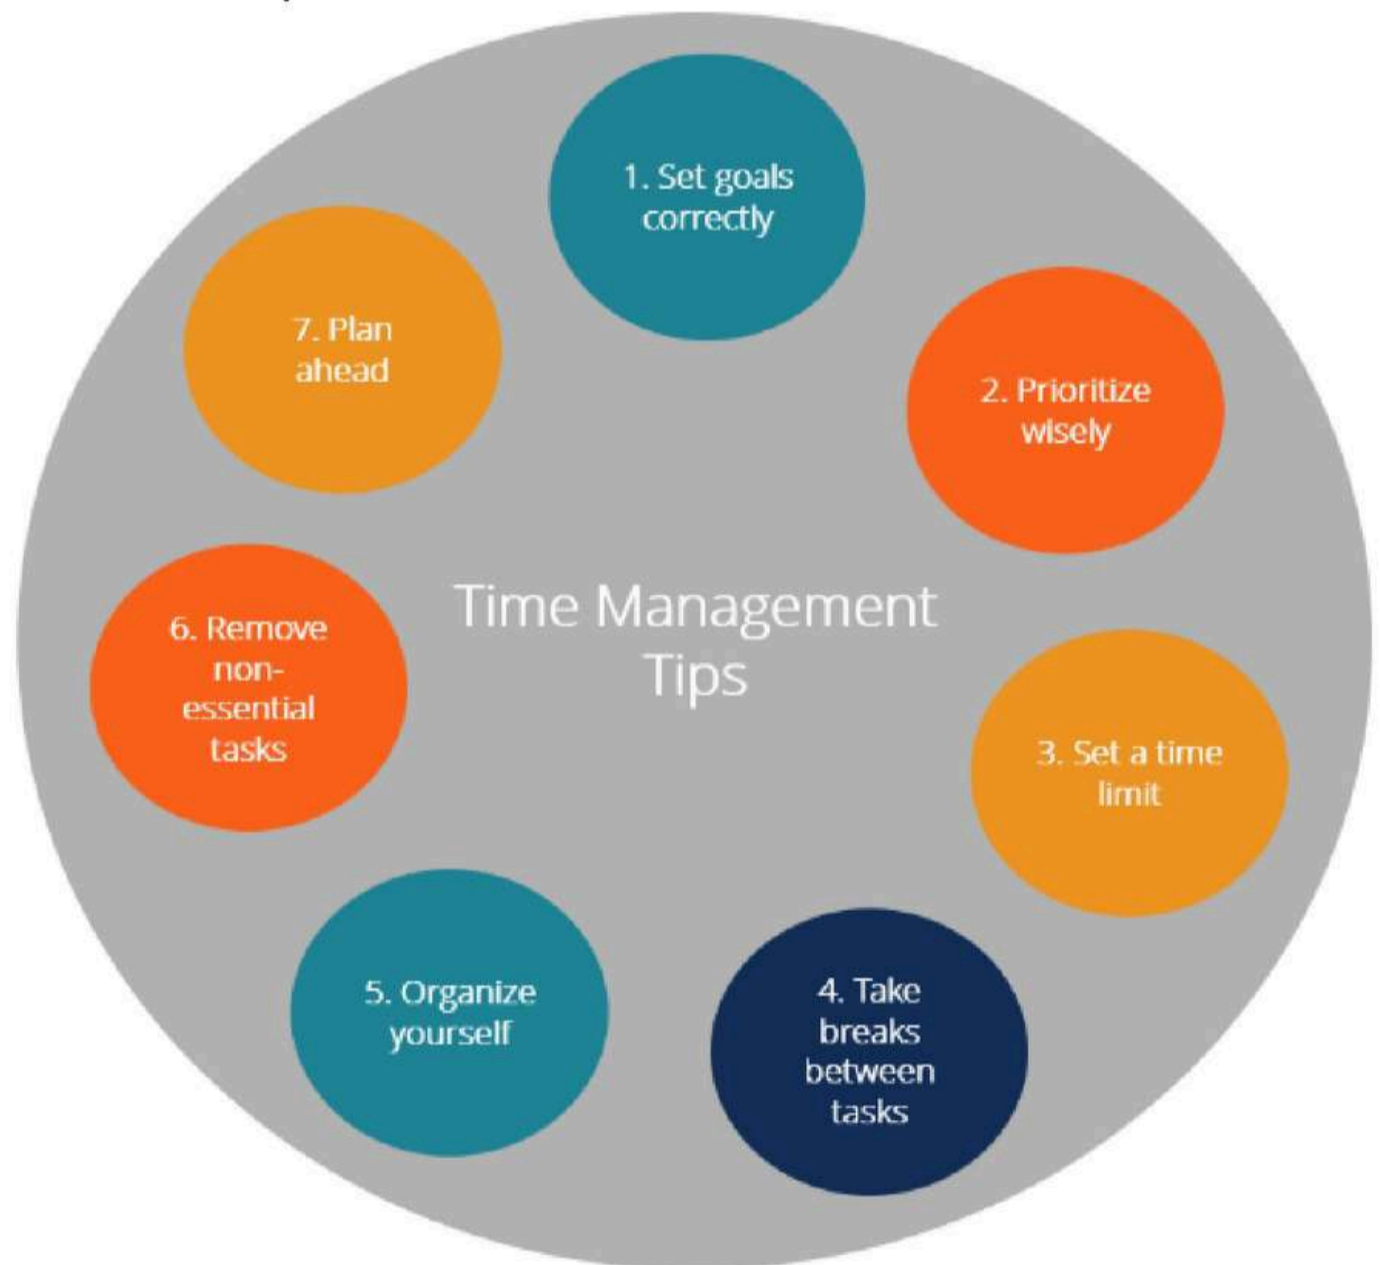 Time Management
Tips
1. Set goals
correctly
2. Prioritize
wisely
3. Set a time
limit
4. Take
breaks
between
tasks
5. Organize
yourself
6. Remove
non-
essential
tasks
7. Plan
ahead